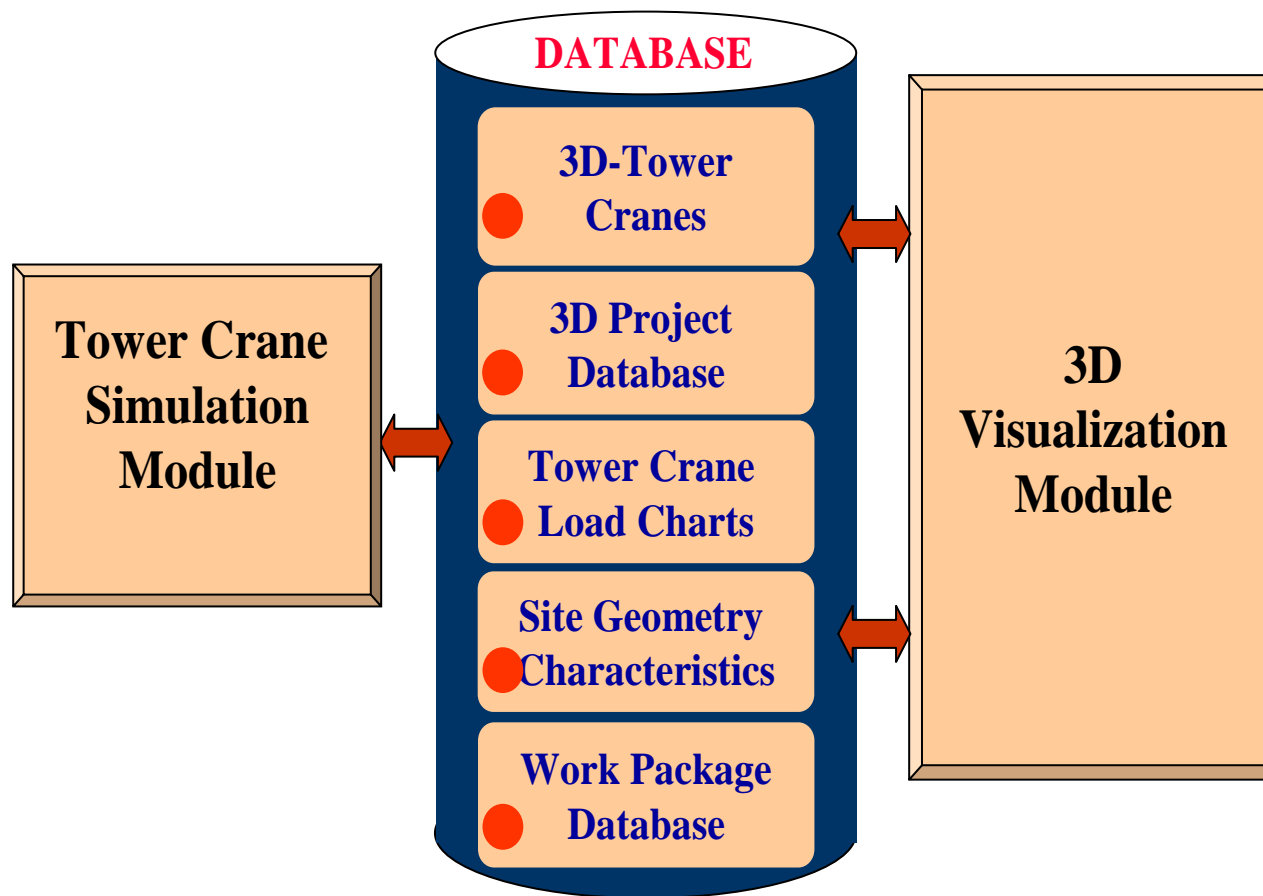 DATABASE
3D-Tower
Cranes
3D Project
Database
Tower Crane
Load Charts
Site Geometry
Characteristics
Work Package
Database
Tower Crane
Simulation
Module
3D
Visualization
Module